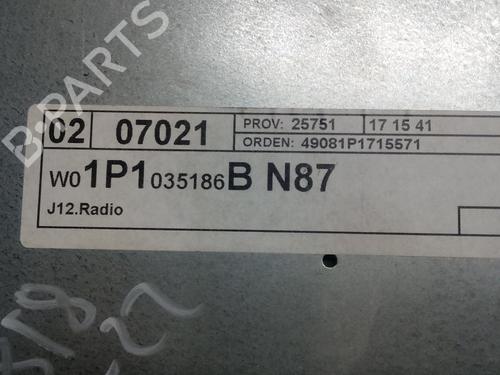 B-PARTS
02 07021 PROV: 25751 17 15 41
ORDEN: 49081P1715571
W0 1P1 035186 B N87
J12.Radio